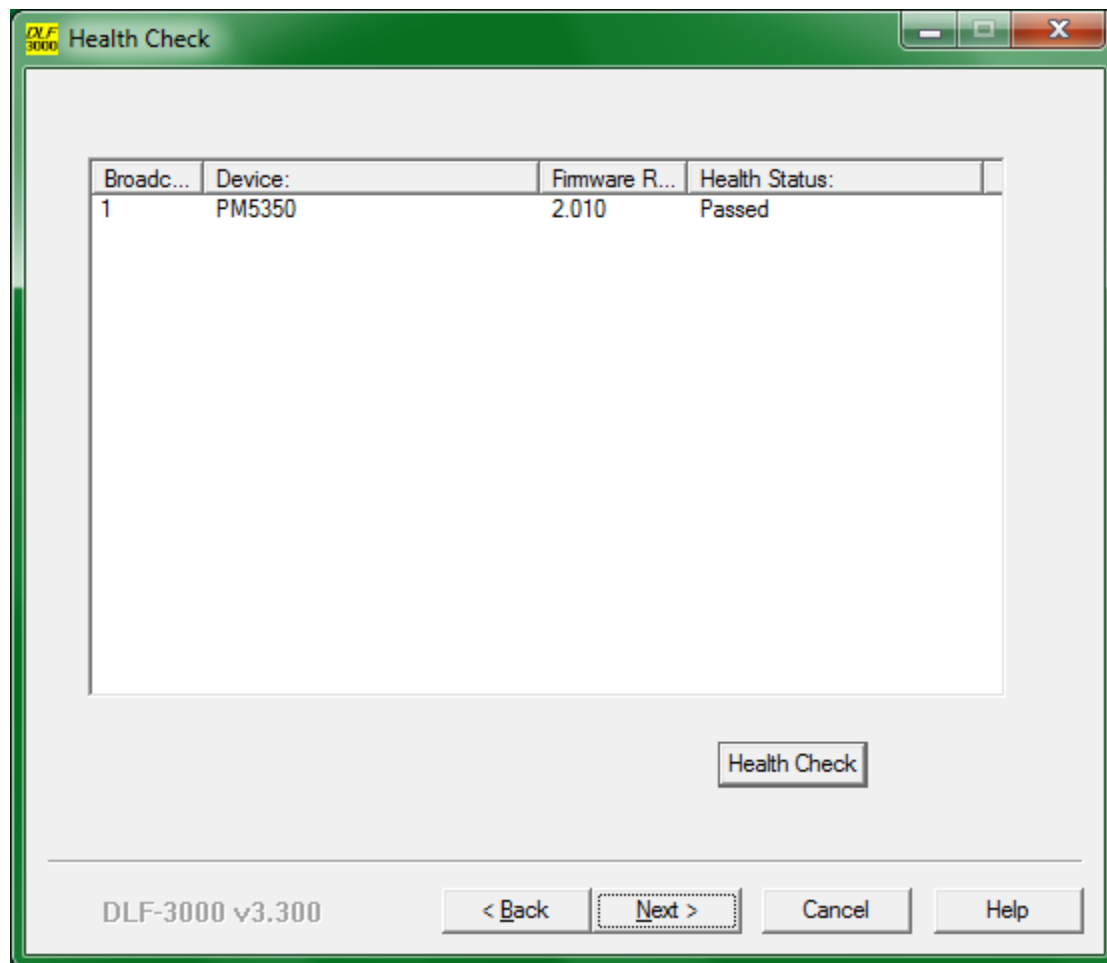 DLF 3000 Health Check
Broadc... Device: Firmware R... Health Status:
1 PM5350 2.010 Passed
Health Check
DLF-3000 v3.300 < Back Next > Cancel Help